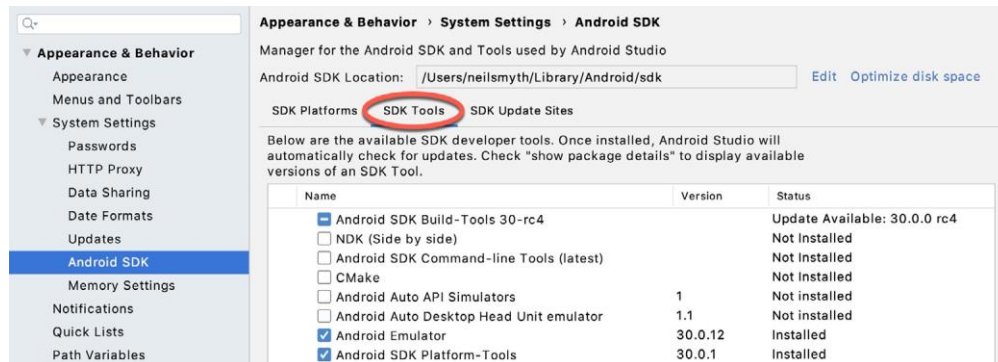 Appearance & Behavior
Appearance
Menus and Toolbars
System Settings
Passwords
HTTP Proxy
Data Sharing
Date Formats
Updates
Android SDK
Memory Settings
Notifications
Quick Lists
Path Variables
Appearance & Behavior › System Settings › Android SDK
Manager for the Android SDK and Tools used by Android Studio
Android SDK Location: /Users/neilsmyth/Library/Android/sdk Edit Optimize disk space
SDK Platforms SDK Tools SDK Update Sites
Below are the available SDK developer tools. Once installed, Android Studio will
automatically check for updates. Check "show package details" to display available
versions of an SDK Tool.
Name Version Status
Android SDK Build-Tools 30-rc4 Update Available: 30.0.0 rc4
NDK (Side by side) Not Installed
Android SDK Command-line Tools (latest) Not Installed
CMake Not Installed
Android Auto API Simulators 1 Not installed
Android Auto Desktop Head Unit emulator 1.1 Not installed
Android Emulator 30.0.12 Installed
Android SDK Platform-Tools 30.0.1 Installed